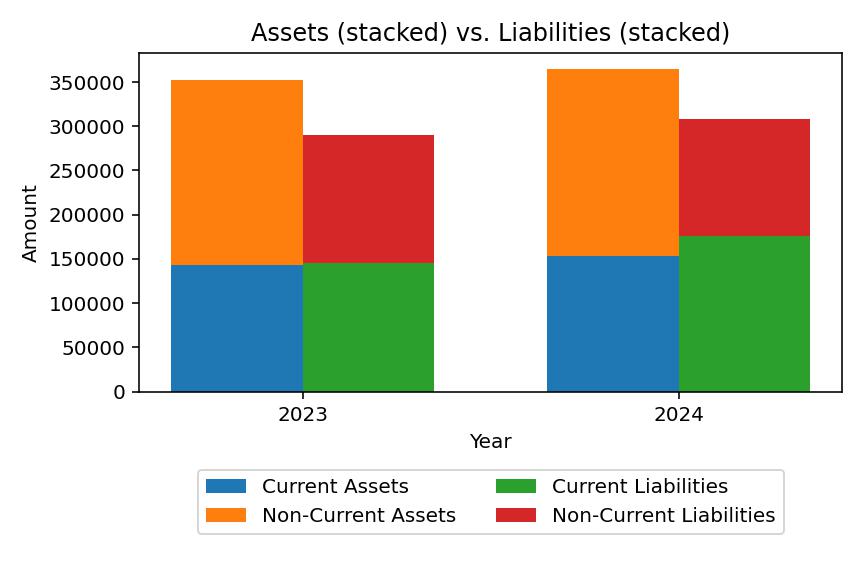 Assets (stacked) vs. Liabilities (stacked)
350000
300000
250000
200000
150000
100000
50000
0
Amount
2023 2024
Year
Current Assets Current Liabilities
Non-Current Assets Non-Current Liabilities